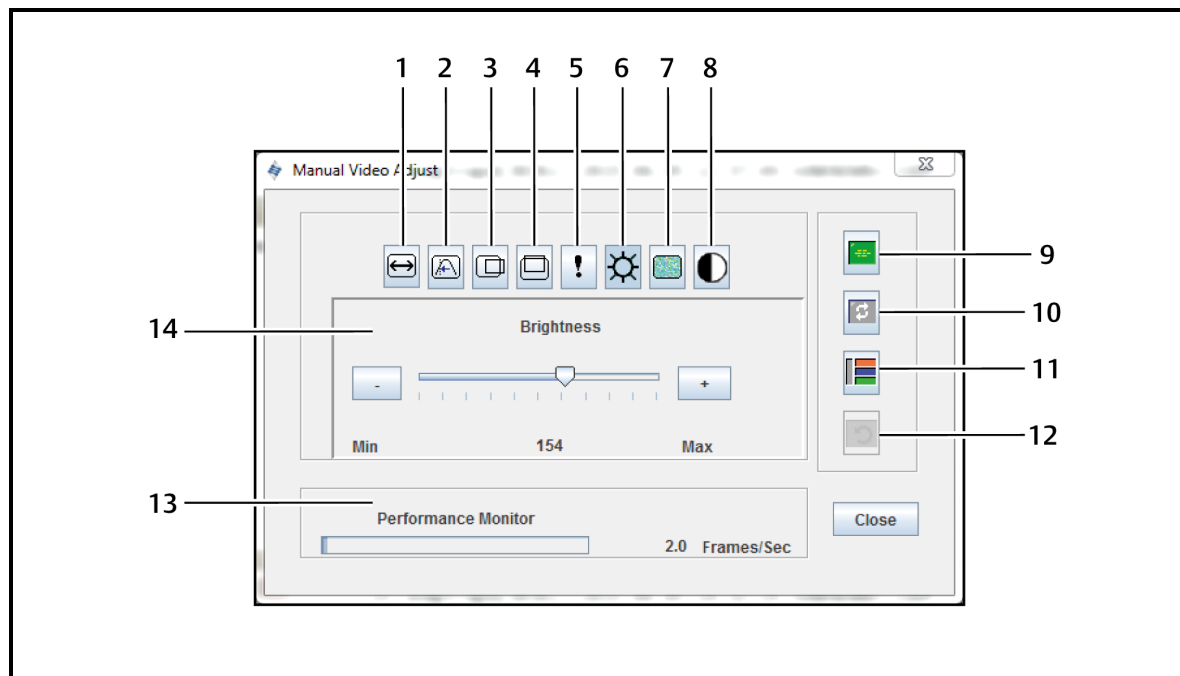 1 2 3 4 5 6 7 8
Manual Video Adjust
!
9
10
14
Brightness
11
- +
12
Min 154 Max
13
Performance Monitor
Close
2.0 Frames/Sec